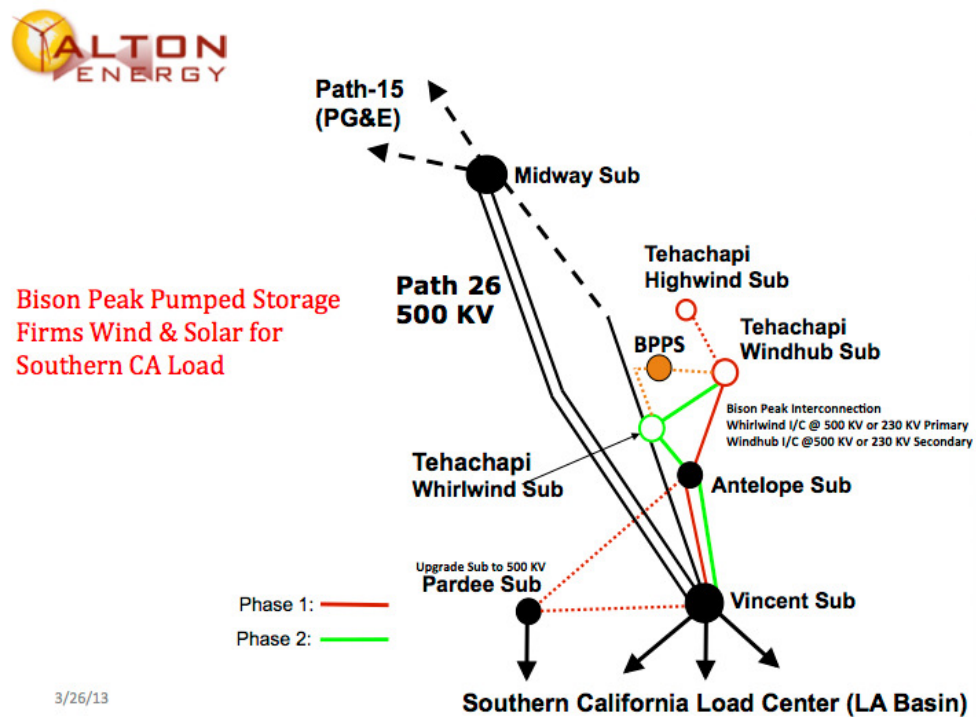 YALTON
ENERGY
Path-15
(PG&E)
Midway Sub
Tehachapi
Highwind Sub
Path 26
500 KV
Bison Peak Pumped Storage
Firms Wind & Solar for
Southern CA Load
BPPS
Tehachapi
Windhub Sub
Bison Peak Interconnection
Whirlwind I/C @ 500 KV or 230 KV Primary
Windhub I/C @500 KV or 230 KV Secondary
Tehachapi
Whirlwind Sub
Antelope Sub
Upgrade Sub to 500 KV
Pardee Sub
Vincent Sub
Phase 1:
Phase 2:
3/26/13
Southern California Load Center (LA Basin)